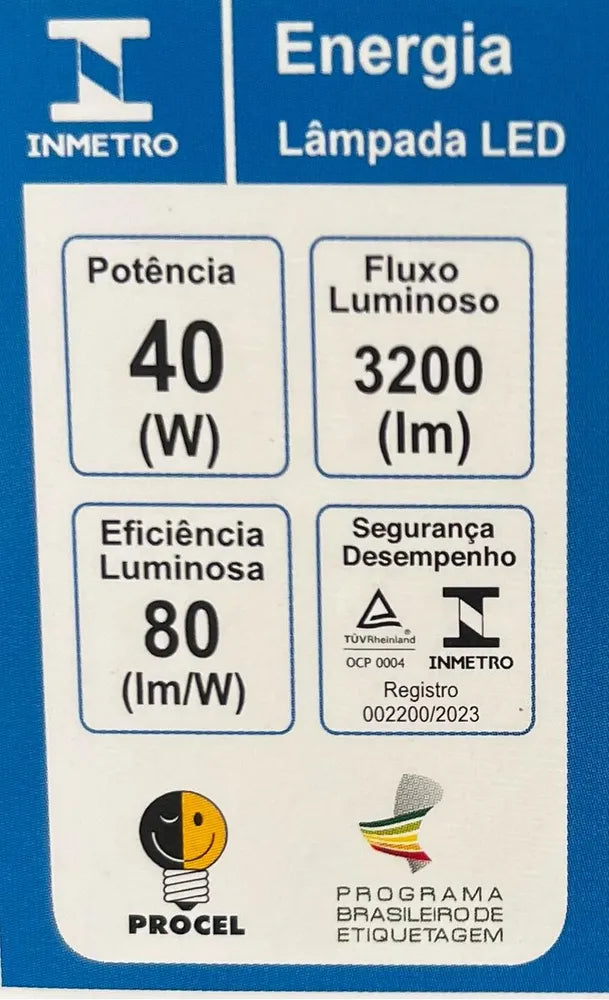 INMETRO
Energia
Lâmpada LED
Potência
40
(W)
Fluxo
Luminoso
3200
(lm)
Eficiência
Luminosa
80
(lm/W)
Segurança
Desempenho
TÜVRheinland®
OCP 0004
INMETRO
Registro
002200/2023
PROCEL
PROGRAMA
BRASILEIRO DE
ETIQUETAGEM